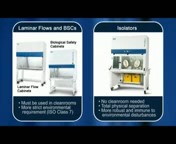 Laminar Flows and BSCs
Isolators
Biological Safety
Cabinets
Laminar Flow
Cabinets
• Must be used in cleanrooms
• More strict environmental
requirement (ISO Class 7)
• No cleanroom needed
• Total physical separation
• More robust and immune to
environmental disturbances